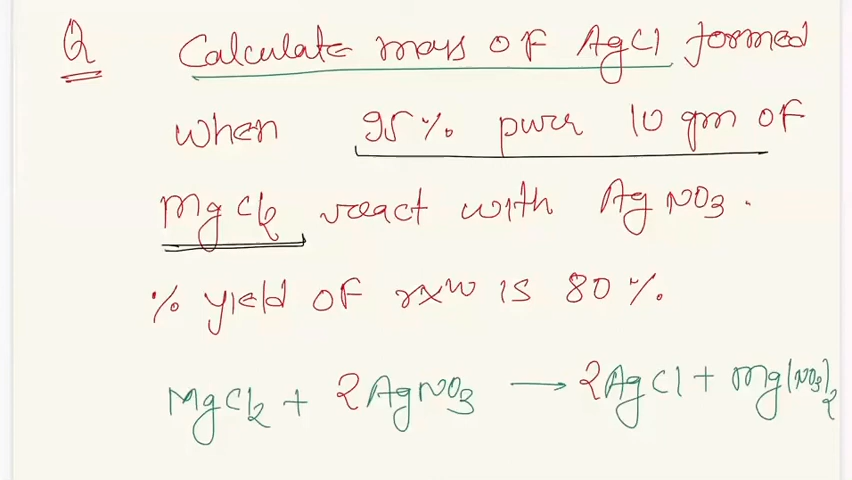 Q Calculate mass of AgCl formed
when 95% pure 10 gm of
MgCl2 react with AgNO3.
% yield of rxn is 80%.
MgCl2 + 2AgNO3 → 2AgCl + Mg(NO3)2